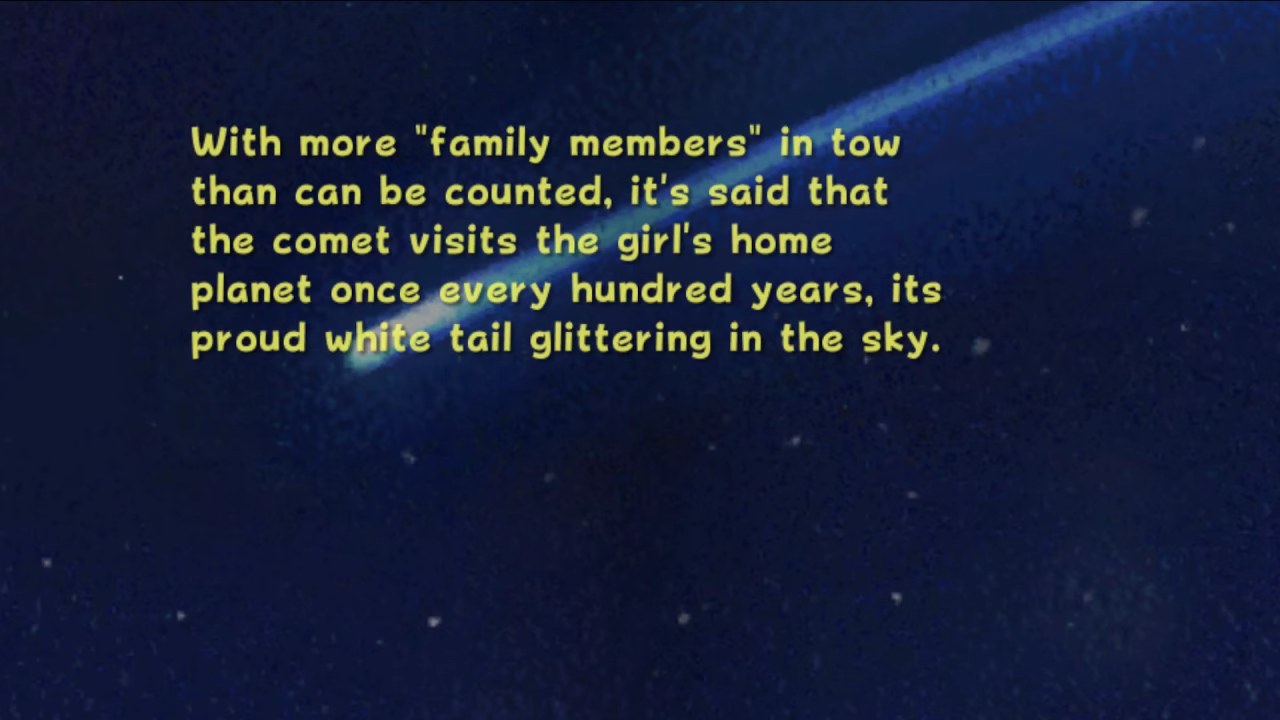 With more "family members" in tow
than can be counted, it's said that
the comet visits the girl's home
planet once every hundred years, its
proud white tail glittering in the sky.